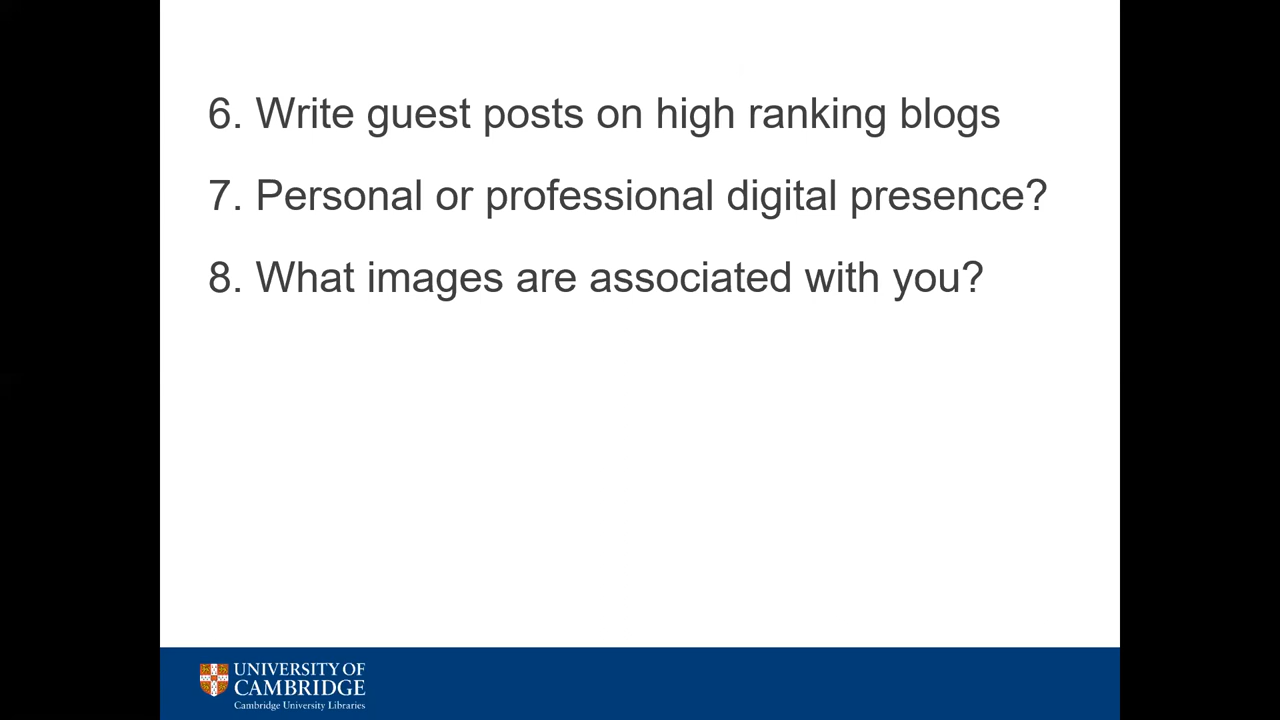 6. Write guest posts on high ranking blogs
7. Personal or professional digital presence?
8. What images are associated with you?
UNIVERSITY OF
CAMBRIDGE
Cambridge University Libraries